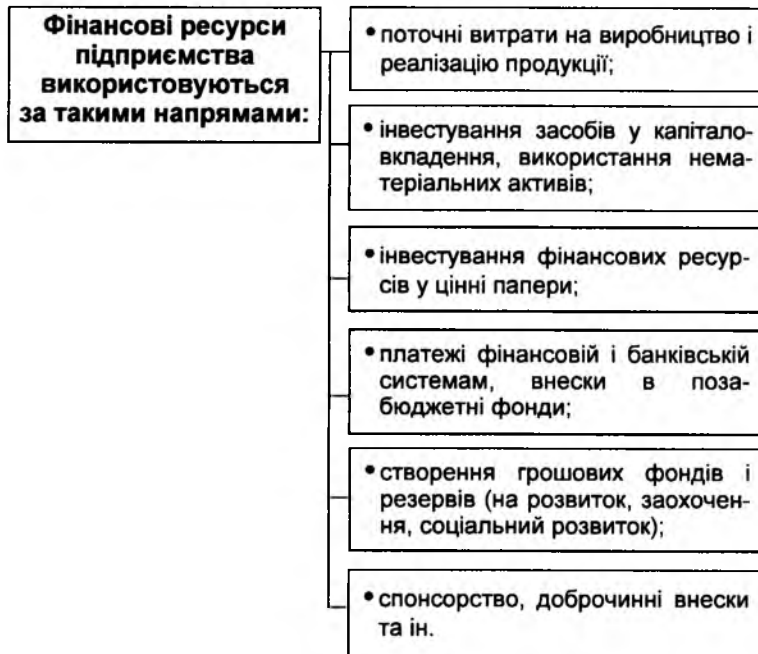 Фінансові ресурси
підприємства
використовуються
за такими напрямами:
• поточні витрати на виробництво і
реалізацію продукції;
• інвестування засобів у капітало-
вкладення, використання нема-
теріальних активів;
• інвестування фінансових ресур-
сів у цінні папери;
• платежі фінансовій і банківській
системам, внески в поза-
бюджетні фонди;
• створення грошових фондів і
резервів (на розвиток, заохочен-
ня, соціальний розвиток);
• спонсорство, доброчинні внески
та ін.